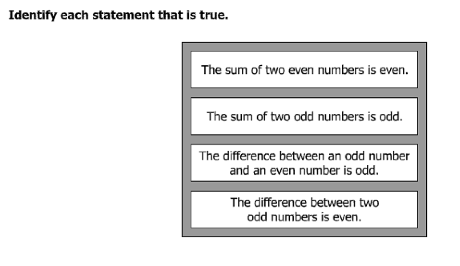 Identify each statement that is true.
The sum of two even numbers is even.
The sum of two odd numbers is odd.
The difference between an odd number
and an even number is odd.
The difference between two
odd numbers is even.